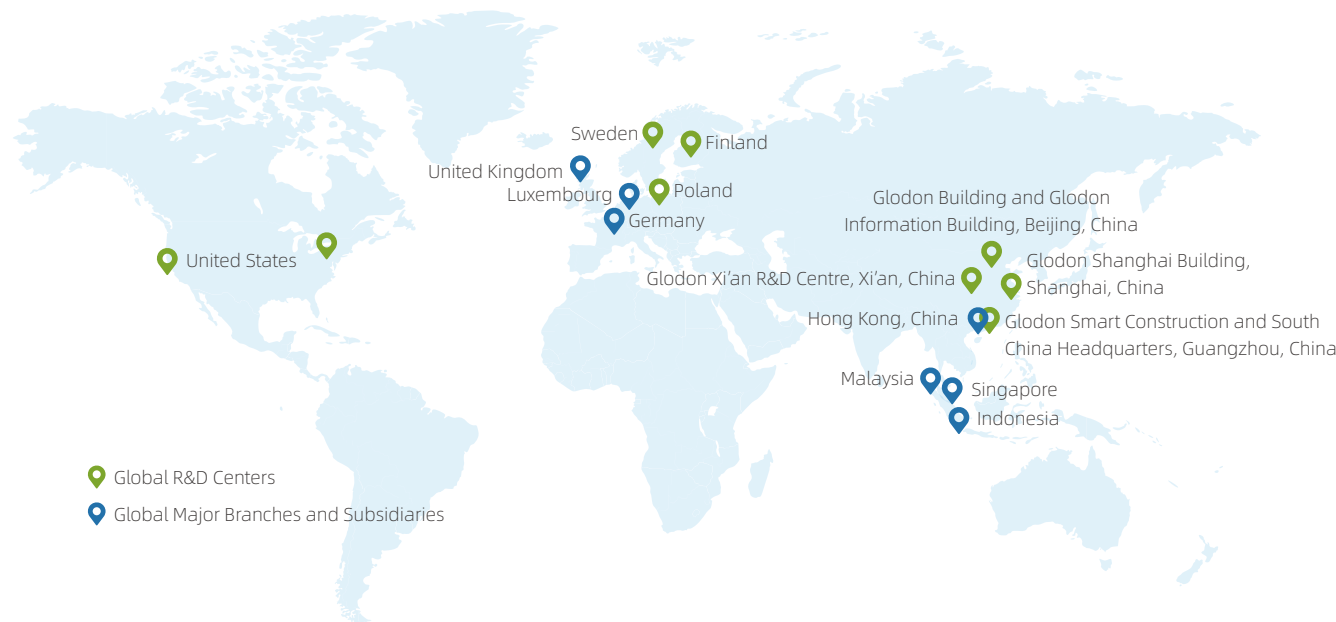 Sweden
Finland
United Kingdom
Luxembourg
Poland
Germany
Glodon Building and Glodon
Information Building, Beijing, China
United States
Glodon Xi’an R&D Centre, Xi’an, China
Glodon Shanghai Building,
Shanghai, China
Hong Kong, China
Glodon Smart Construction and South
China Headquarters, Guangzhou, China
Malaysia
Singapore
Indonesia
Global R&D Centers
Global Major Branches and Subsidiaries